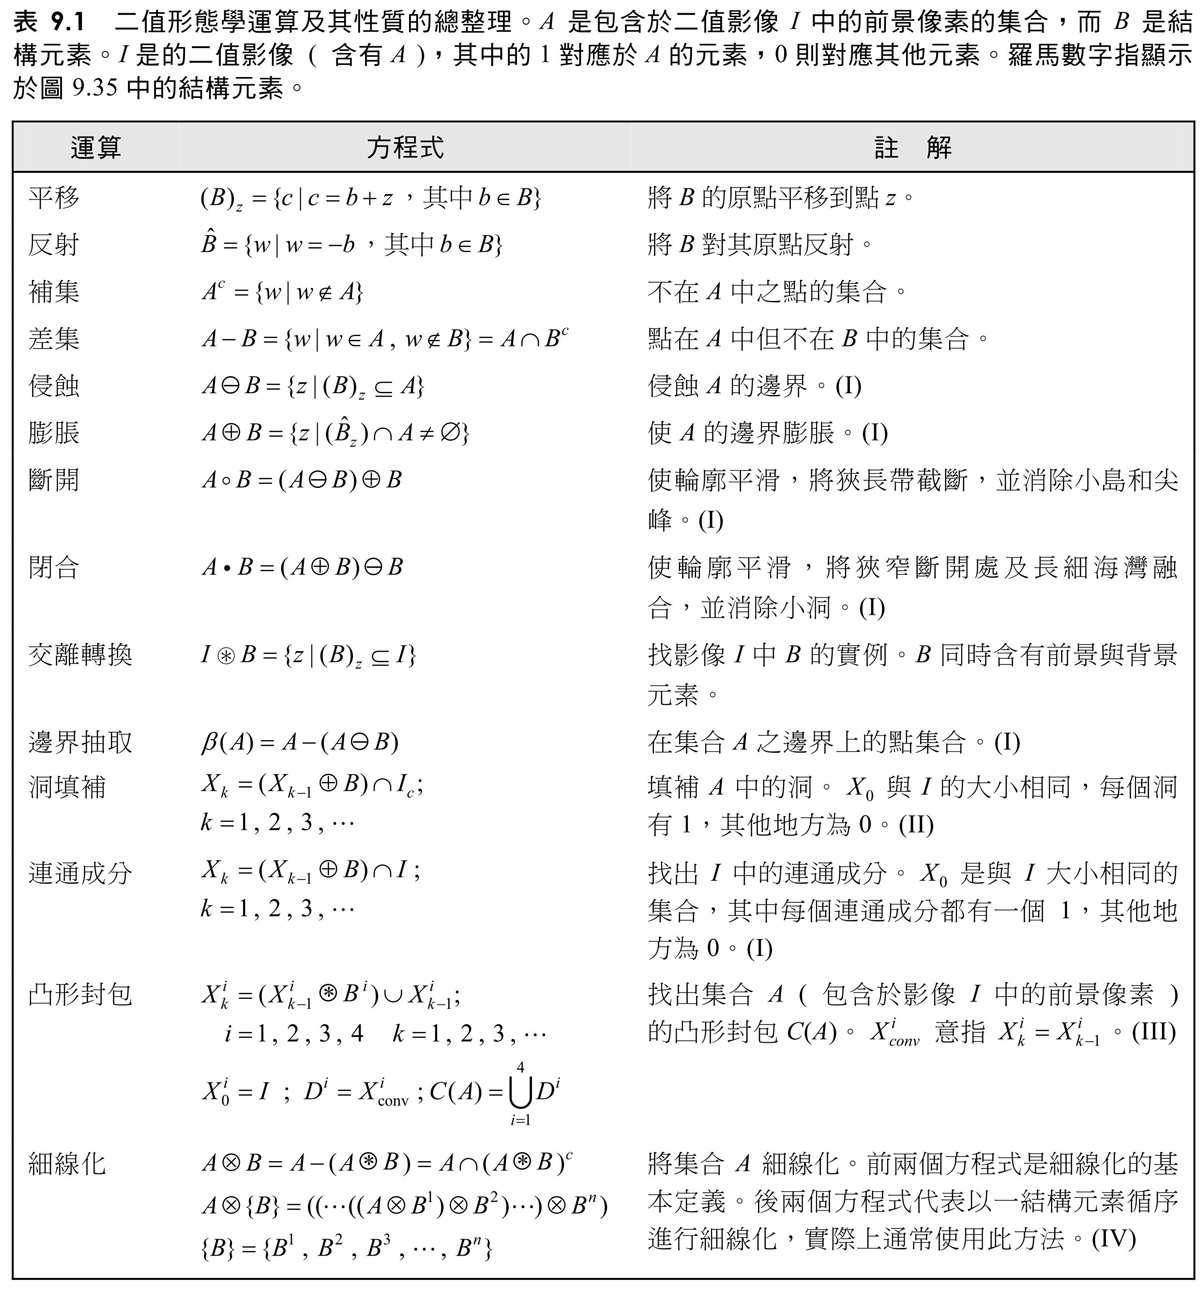 表 9.1 二值形態學運算及其性質的總整理。A 是包含於二值影像 I 中的前景像素的集合，而 B 是結
構元素。I 是的二值影像 ( 含有 A )，其中的 1 對應於 A 的元素，0 則對應其他元素。羅馬數字指顯示
於圖 9.35 中的結構元素。
運算 方程式 註 解
平移 (B)_z = {c | c = b + z ，其中 b ∈ B} 將 B 的原點平移到點 z。
反射 B̂ = {w | w = −b ，其中 b ∈ B} 將 B 對其原點反射。
補集 A^c = {w | w ∉ A} 不在 A 中之點的集合。
差集 A − B = {w | w ∈ A , w ∉ B} = A ∩ B^c 點在 A 中但不在 B 中的集合。
侵蝕 A ⊖ B = {z | (B)_z ⊆ A} 侵蝕 A 的邊界。(I)
膨脹 A ⊕ B = {z | (B̂_z) ∩ A ≠ ∅} 使 A 的邊界膨脹。(I)
斷開 A ∘ B = (A ⊖ B) ⊕ B 使輪廓平滑，將狹長帶截斷，並消除小島和尖
峰。(I)
閉合 A • B = (A ⊕ B) ⊖ B 使輪廓平滑，將狹窄斷開處及長細海灣融
合，並消除小洞。(I)
交離轉換 I ⊛ B = {z | (B)_z ⊆ I} 找影像 I 中 B 的實例。B 同時含有前景與背景
元素。
邊界抽取 β(A) = A − (A ⊖ B) 在集合 A 之邊界上的點集合。(I)
洞填補 X_k = (X_{k−1} ⊕ B) ∩ I_c; 填補 A 中的洞。X_0 與 I 的大小相同，每個洞
k = 1, 2, 3, ⋯ 有 1，其他地方為 0。(II)
連通成分 X_k = (X_{k−1} ⊕ B) ∩ I ; 找出 I 中的連通成分。X_0 是與 I 大小相同的
k = 1, 2, 3, ⋯ 集合，其中每個連通成分都有一個 1，其他地
方為 0。(I)
凸形封包 X_k^i = (X_{k−1}^i ⊛ B^i) ∪ X_{k−1}^i; 找出集合 A ( 包含於影像 I 中的前景像素 )
i = 1, 2, 3, 4 k = 1, 2, 3, ⋯ 的凸形封包 C(A)。X_{conv}^i 意指 X_k^i = X_{k−1}^i。(III)
X_0^i = I ; D^i = X_{conv}^i ; C(A) = ⋃_{i=1}^{4} D^i
細線化 A ⊗ B = A − (A ⊛ B) = A ∩ (A ⊛ B)^c 將集合 A 細線化。前兩個方程式是細線化的基
A ⊗ {B} = ((⋯((A ⊗ B^1) ⊗ B^2)⋯) ⊗ B^n) 本定義。後兩個方程式代表以一結構元素循序
{B} = {B^1 , B^2 , B^3 , ⋯, B^n} 進行細線化，實際上通常使用此方法。(IV)